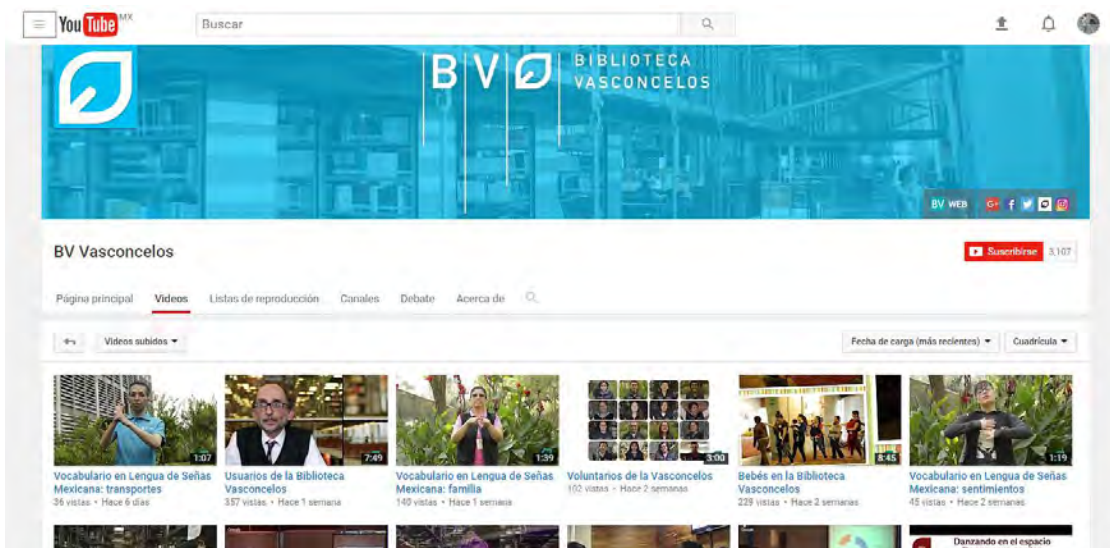 You Tube MX
Buscar
BVO BIBLIOTECA
VASCONCELOS
BV WEB G+ f
BV Vasconcelos
Suscribirse 3,107
Página principal Videos Listas de reproducción Canales Debate Acerca de
Videos subidos
Fecha de carga (más recientes) Cuadrícula
1:07 7:49 1:39 3:00 8:45 1:19
Vocabulario en Lengua de Señas
Mexicana: transportes
36 vistas • Hace 6 días
Usuarios de la Biblioteca
Vasconcelos
357 vistas • Hace 1 semana
Vocabulario en Lengua de Señas
Mexicana: familia
140 vistas • Hace 1 semana
Voluntarios de la Vasconcelos
102 vistas • Hace 2 semanas
Bebés en la Biblioteca
Vasconcelos
229 vistas • Hace 2 semanas
Vocabulario en Lengua de Señas
Mexicana: sentimientos
45 vistas • Hace 2 semanas
Danzando en el espacio